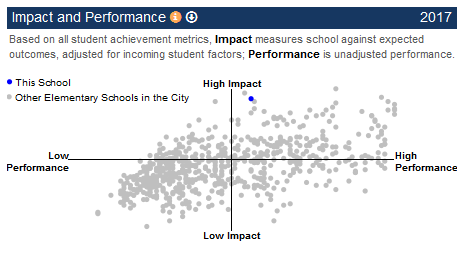 Impact and Performance 2017
Based on all student achievement metrics, Impact measures school against expected
outcomes, adjusted for incoming student factors; Performance is unadjusted performance.
This School
Other Elementary Schools in the City
High Impact
Low
Performance
High
Performance
Low Impact